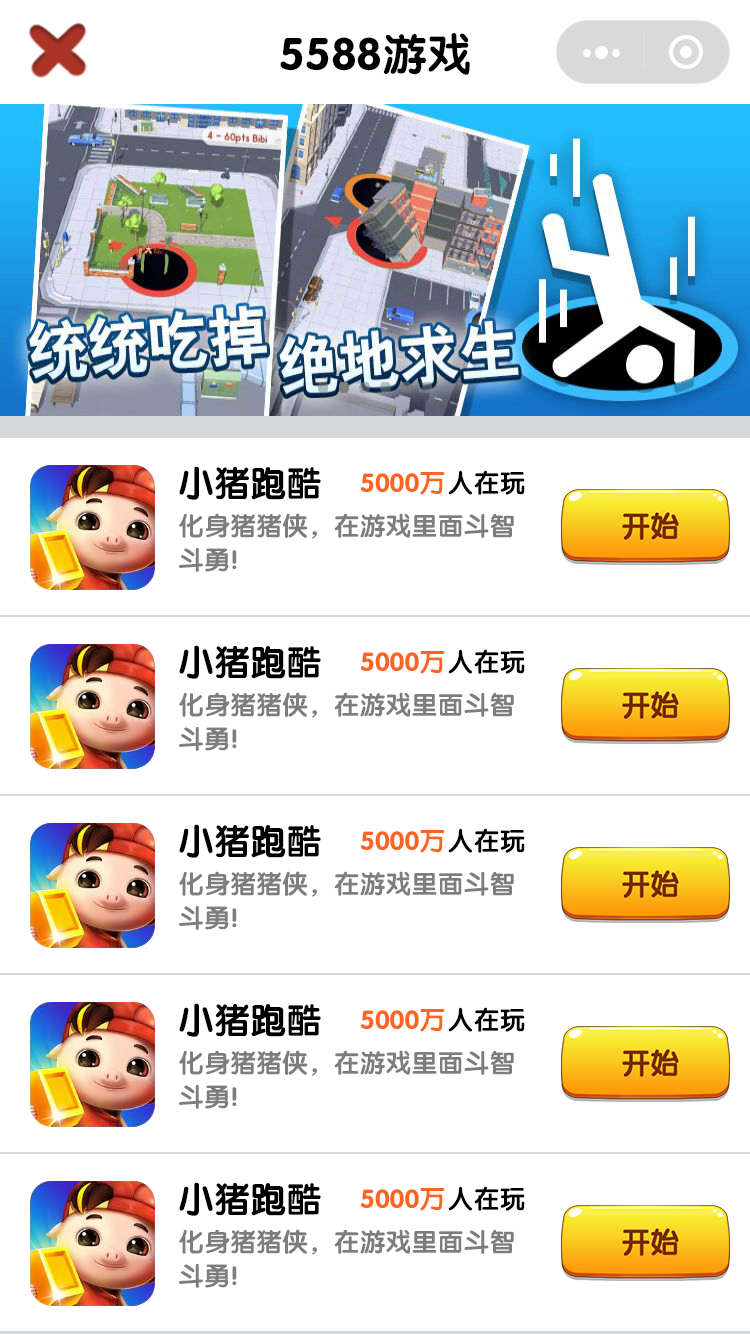 5588游戏
4 - 60pts Bibi
统统吃掉
绝地求生
小猪跑酷 5000万人在玩
化身猪猪侠，在游戏里面斗智
斗勇!
开始
小猪跑酷 5000万人在玩
化身猪猪侠，在游戏里面斗智
斗勇!
开始
小猪跑酷 5000万人在玩
化身猪猪侠，在游戏里面斗智
斗勇!
开始
小猪跑酷 5000万人在玩
化身猪猪侠，在游戏里面斗智
斗勇!
开始
小猪跑酷 5000万人在玩
化身猪猪侠，在游戏里面斗智
斗勇!
开始